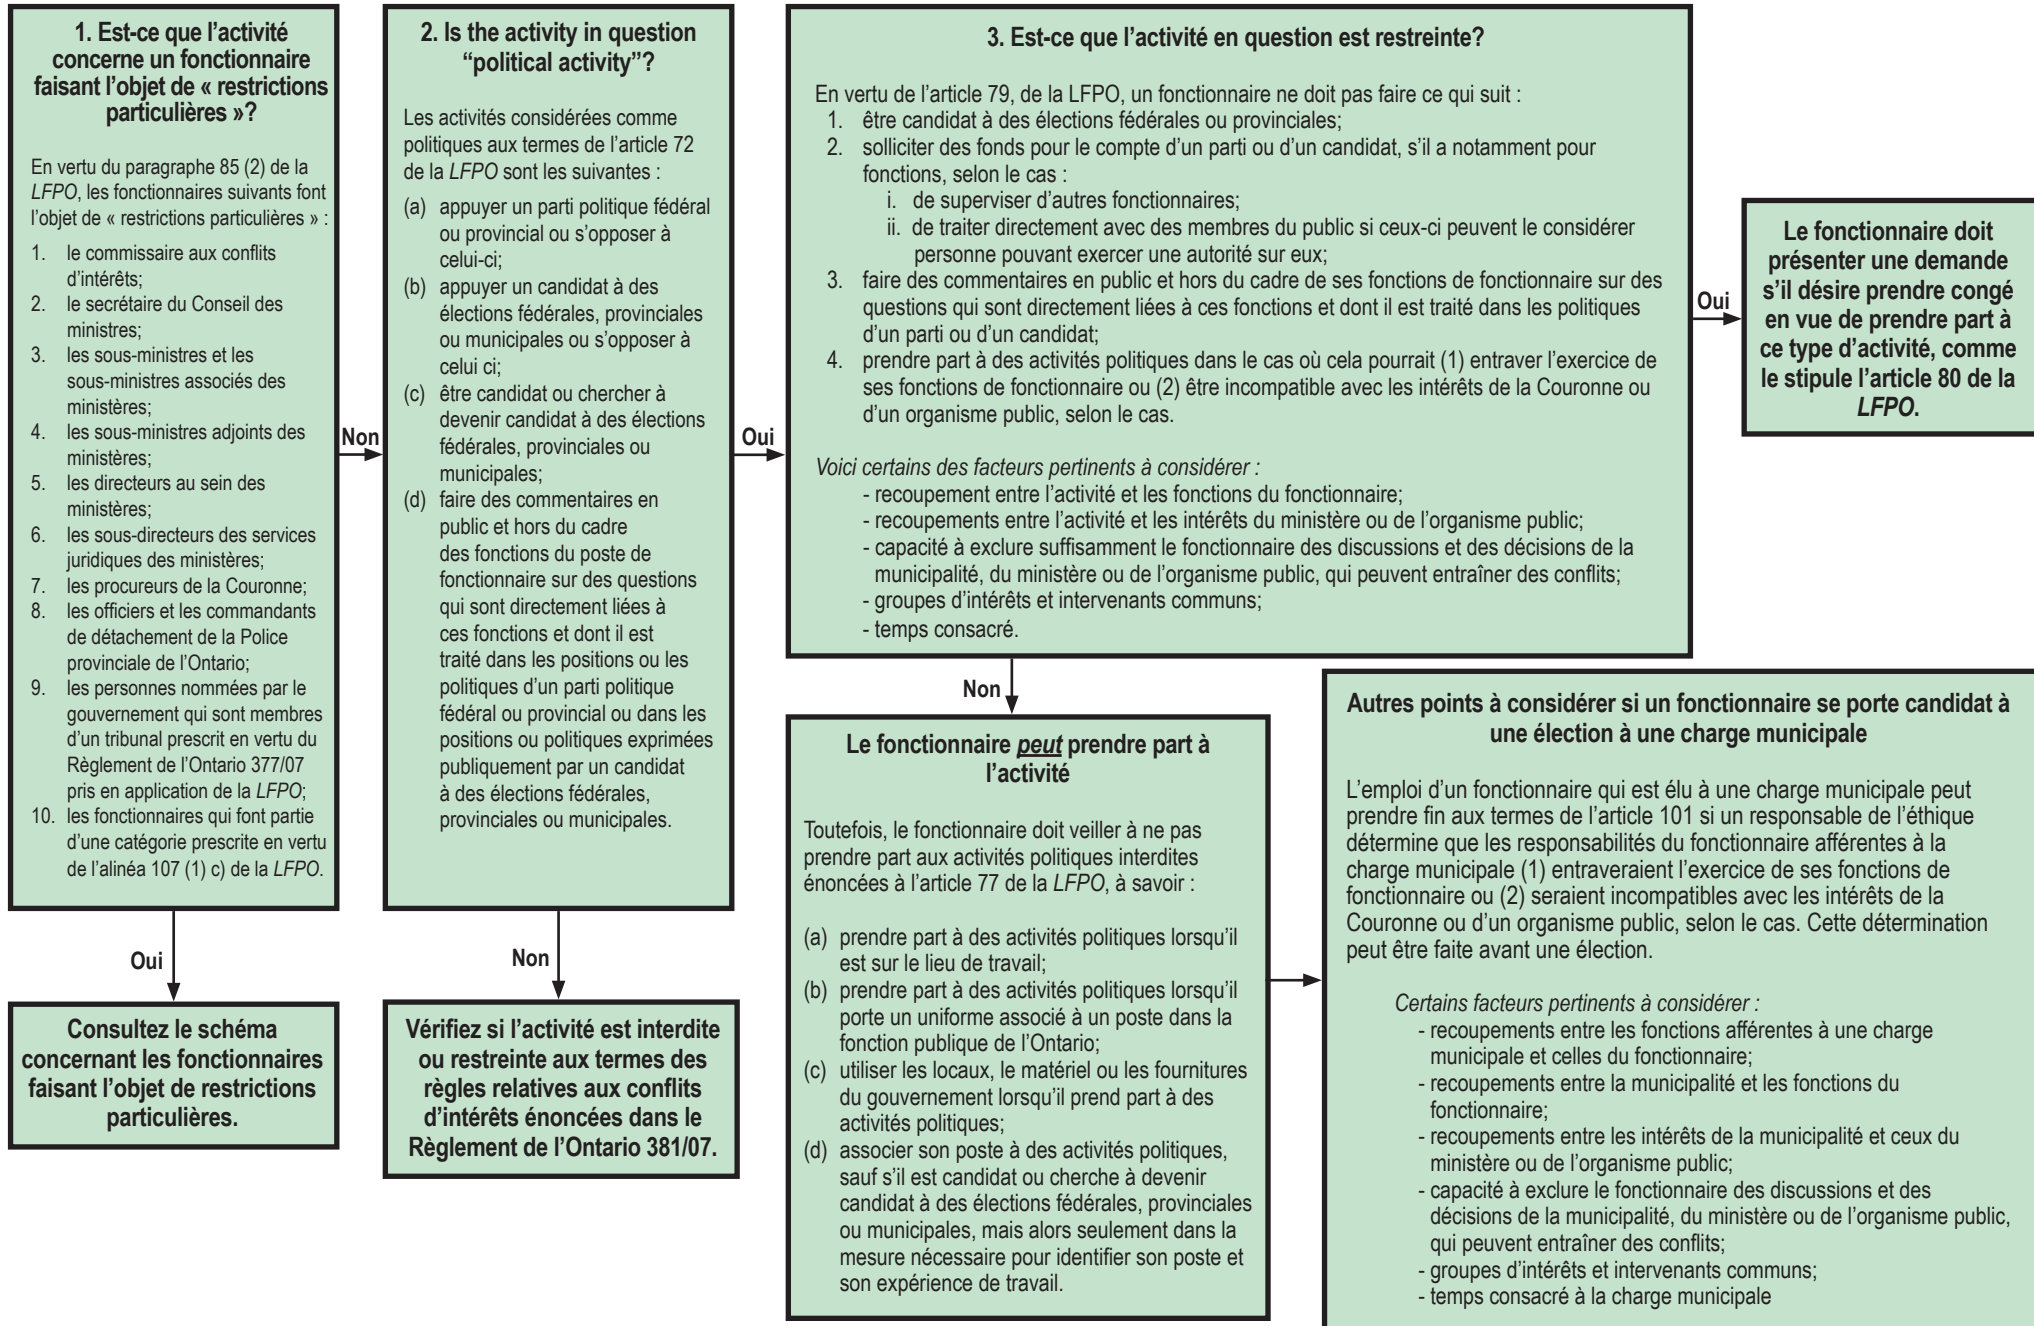 1. Est-ce que l'activité
concerne un fonctionnaire
faisant l'objet de « restrictions
particulières »?
En vertu du paragraphe 85 (2) de la
LFPO, les fonctionnaires suivants font
l'objet de « restrictions particulières » :
1. le commissaire aux conflits
d'intérêts;
2. le secrétaire du Conseil des
ministres;
3. les sous-ministres et les
sous-ministres associés des
ministères;
4. les sous-ministres adjoints des
ministères;
5. les directeurs au sein des
ministères;
6. les sous-directeurs des services
juridiques des ministères;
7. les procureurs de la Couronne;
8. les officiers et les commandants
de détachement de la Police
provinciale de l'Ontario;
9. les personnes nommées par le
gouvernement qui sont membres
d'un tribunal prescrit en vertu du
Règlement de l'Ontario 377/07
pris en application de la LFPO;
10. les fonctionnaires qui font partie
d'une catégorie prescrite en vertu
de l'alinéa 107 (1) c) de la LFPO.
Oui
Consultez le schéma
concernant les fonctionnaires
faisant l'objet de restrictions
particulières.
Non
2. Is the activity in question
“political activity”?
Les activités considérées comme
politiques aux termes de l'article 72
de la LFPO sont les suivantes :
(a) appuyer un parti politique fédéral
ou provincial ou s'opposer à
celui-ci;
(b) appuyer un candidat à des
élections fédérales, provinciales
ou municipales ou s'opposer à
celui ci;
(c) être candidat ou chercher à
devenir candidat à des élections
fédérales, provinciales ou
municipales;
(d) faire des commentaires en
public et hors du cadre
des fonctions du poste de
fonctionnaire sur des questions
qui sont directement liées à
ces fonctions et dont il est
traité dans les positions ou les
politiques d'un parti politique
fédéral ou provincial ou dans les
positions ou politiques exprimées
publiquement par un candidat
à des élections fédérales,
provinciales ou municipales.
Non
Vérifiez si l'activité est interdite
ou restreinte aux termes des
règles relatives aux conflits
d'intérêts énoncées dans le
Règlement de l'Ontario 381/07.
Oui
3. Est-ce que l'activité en question est restreinte?
En vertu de l'article 79, de la LFPO, un fonctionnaire ne doit pas faire ce qui suit :
1. être candidat à des élections fédérales ou provinciales;
2. solliciter des fonds pour le compte d'un parti ou d'un candidat, s'il a notamment pour
fonctions, selon le cas :
i. de superviser d'autres fonctionnaires;
ii. de traiter directement avec des membres du public si ceux-ci peuvent le considérer
personne pouvant exercer une autorité sur eux;
3. faire des commentaires en public et hors du cadre de ses fonctions de fonctionnaire sur des
questions qui sont directement liées à ces fonctions et dont il est traité dans les politiques
d'un parti ou d'un candidat;
4. prendre part à des activités politiques dans le cas où cela pourrait (1) entraver l'exercice de
ses fonctions de fonctionnaire ou (2) être incompatible avec les intérêts de la Couronne ou
d'un organisme public, selon le cas.
Voici certains des facteurs pertinents à considérer :
- recoupement entre l'activité et les fonctions du fonctionnaire;
- recoupements entre l'activité et les intérêts du ministère ou de l'organisme public;
- capacité à exclure suffisamment le fonctionnaire des discussions et des décisions de la
municipalité, du ministère ou de l'organisme public, qui peuvent entraîner des conflits;
- groupes d'intérêts et intervenants communs;
- temps consacré.
Oui
Le fonctionnaire doit
présenter une demande
s'il désire prendre congé
en vue de prendre part à
ce type d'activité, comme
le stipule l'article 80 de la
LFPO.
Non
Le fonctionnaire peut prendre part à
l'activité
Toutefois, le fonctionnaire doit veiller à ne pas
prendre part aux activités politiques interdites
énoncées à l'article 77 de la LFPO, à savoir :
(a) prendre part à des activités politiques lorsqu'il
est sur le lieu de travail;
(b) prendre part à des activités politiques lorsqu'il
porte un uniforme associé à un poste dans la
fonction publique de l'Ontario;
(c) utiliser les locaux, le matériel ou les fournitures
du gouvernement lorsqu'il prend part à des
activités politiques;
(d) associer son poste à des activités politiques,
sauf s'il est candidat ou cherche à devenir
candidat à des élections fédérales, provinciales
ou municipales, mais alors seulement dans la
mesure nécessaire pour identifier son poste et
son expérience de travail.
Autres points à considérer si un fonctionnaire se porte candidat à
une élection à une charge municipale
L'emploi d'un fonctionnaire qui est élu à une charge municipale peut
prendre fin aux termes de l'article 101 si un responsable de l'éthique
détermine que les responsabilités du fonctionnaire afférentes à la
charge municipale (1) entraveraient l'exercice de ses fonctions de
fonctionnaire ou (2) seraient incompatibles avec les intérêts de la
Couronne ou d'un organisme public, selon le cas. Cette détermination
peut être faite avant une élection.
Certains facteurs pertinents à considérer :
- recoupements entre les fonctions afférentes à une charge
municipale et celles du fonctionnaire;
- recoupements entre la municipalité et les fonctions du
fonctionnaire;
- recoupements entre les intérêts de la municipalité et ceux du
ministère ou de l'organisme public;
- capacité à exclure le fonctionnaire des discussions et des
décisions de la municipalité, du ministère ou de l'organisme public,
qui peuvent entraîner des conflits;
- groupes d'intérêts et intervenants communs;
- temps consacré à la charge municipale